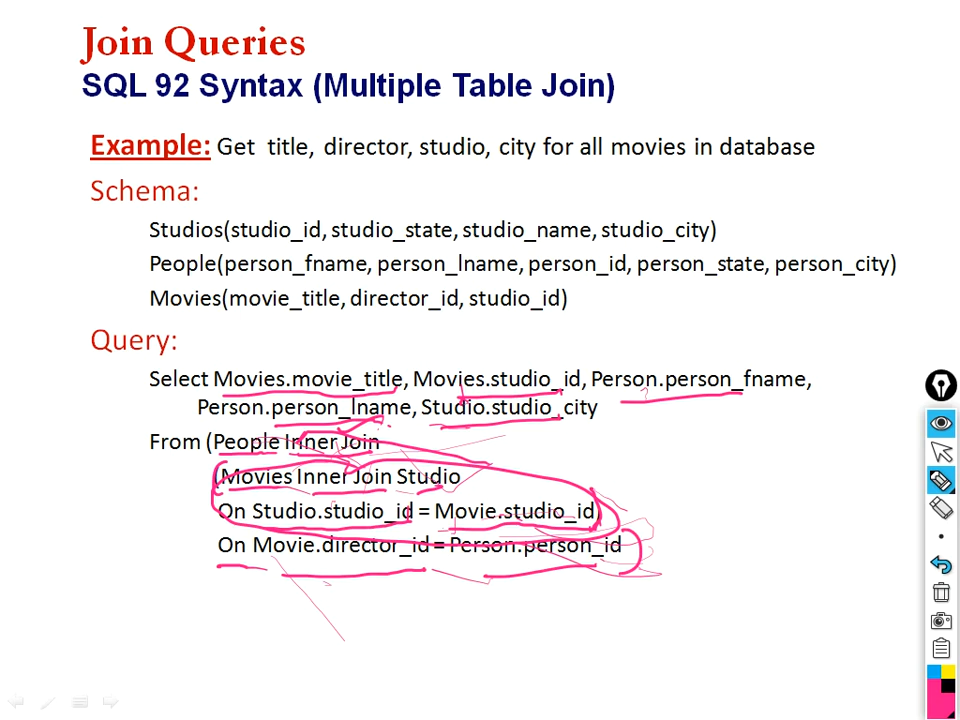 Join Queries
SQL 92 Syntax (Multiple Table Join)
Example: Get title, director, studio, city for all movies in database
Schema:
Studios(studio_id, studio_state, studio_name, studio_city)
People(person_fname, person_lname, person_id, person_state, person_city)
Movies(movie_title, director_id, studio_id)
Query:
Select Movies.movie_title, Movies.studio_id, Person.person_fname,
Person.person_lname, Studio.studio_city
From (People Inner Join
(Movies Inner Join Studio
On Studio.studio_id = Movie.studio_id)
On Movie.director_id = Person.person_id